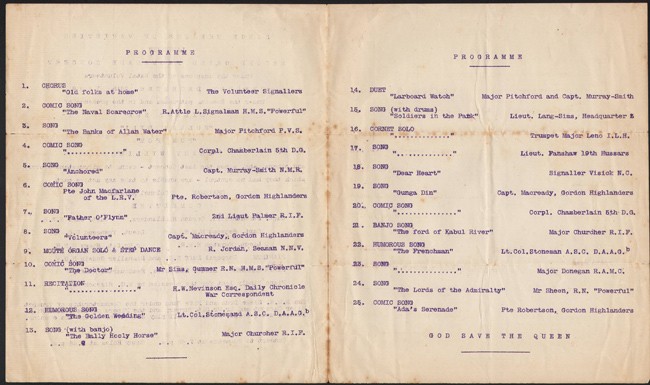 PROGRAMME
1. CHORUS
"Old folks at home" The Volunteer Signallers
2. COMIC SONG
"The Naval Scarecros" R.Attle L.Signalman H.M.S."Powerful"
3. SONG
"The Banks of Allan Water" Major Pitchford P.V.S.
4. COMIC SONG
".............." Corpl. Chamberlain 5th D.G.
5. SONG
"Anchored" Capt. Murray-Smith N.M.R.
6. COMIC SONG
Pte John Macfarlane
of the L.R.V. Pte. Robertson, Gordon Highlanders
7. SONG
"Father O'Flynn" 2nd Lieut Palmer R.I.F.
8. SONG
"Volunteers" Capt. Macready, Gordon Highlanders
9. MOUTH ORGAN SOLO & STEP DANCE H. Jordan, Seaman N.N.V.
10. COMIC SONG
"The Doctor" Mr Sims, Gunner R.N. H.M.S."Powerful"
11. RECITATION
".............." H.W.Nevinson Esq. Daily Chronicle
War Correspondent
12. HUMOROUS SONG
"The Golden Wedding" Lt.Col.Stoneman A.S.C. D.A.A.G.b
13. SONG (with banjo)
"The Bally Hooly Horse" Major Churcher R.I.F.
PROGRAMME
14. DUET
"Larboard Watch" Major Pitchford and Capt. Murray-Smith
15. SONG (with drums)
"Soldiers in the Park" Lieut. Lang-Sims, Headquarter
16. CORNET SOLO
".............." Trumpet Major Leno I.L.H.
17. SONG
".............." Lieut. Fanshaw 19th Hussars
18. SONG
"Dear Heart" Signaller Visick N.C.
19. SONG
"Gunga Din" Capt. Macready, Gordon Highlanders
20. COMIC SONG
".............." Corpl. Chamberlain 5th D.G.
21. BANJO SONG
"The ford of Kabul River" Major Churcher R.I.F.
22. HUMOROUS SONG
"The Frenchman" Lt.Col.Stoneman A.S.C. D.A.A.G.b
23. SONG
".............." Major Donegan R.A.M.C.
24. SONG
"The Lords of the Admiralty" Mr Sheen, R.N. "Powerful"
25. COMIC SONG
"Ada's Serenade" Pte Robertson, Gordon Highlanders
GOD SAVE THE QUEEN